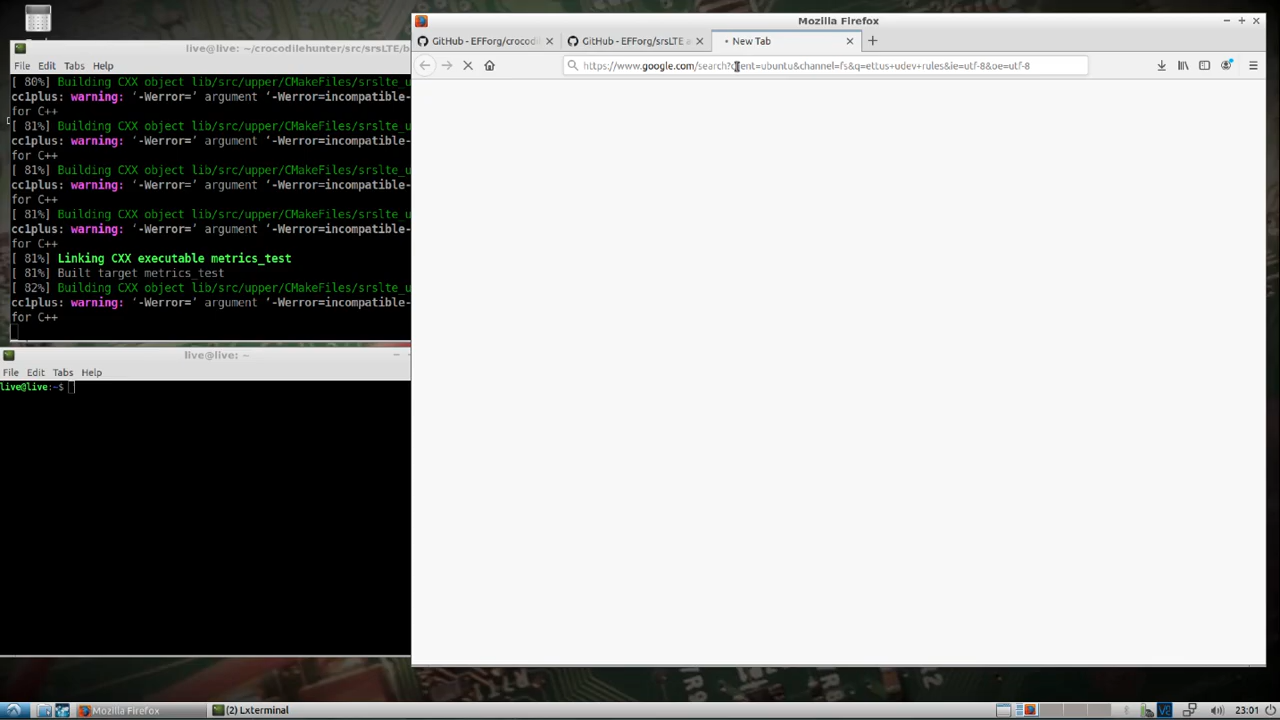 live@live: ~/crocodilehunter/src/srsLTE/b
File Edit Tabs Help
[ 80%] Building CXX object lib/src/upper/CMakeFiles/srslte_u
cc1plus: warning: ‘-Werror=’ argument ‘-Werror=incompatible-
for C++
[ 81%] Building CXX object lib/src/upper/CMakeFiles/srslte_u
cc1plus: warning: ‘-Werror=’ argument ‘-Werror=incompatible-
for C++
[ 81%] Building CXX object lib/src/upper/CMakeFiles/srslte_u
cc1plus: warning: ‘-Werror=’ argument ‘-Werror=incompatible-
for C++
[ 81%] Building CXX object lib/src/upper/CMakeFiles/srslte_u
cc1plus: warning: ‘-Werror=’ argument ‘-Werror=incompatible-
for C++
[ 81%] Linking CXX executable metrics_test
[ 81%] Built target metrics_test
[ 82%] Building CXX object lib/src/upper/CMakeFiles/srslte_u
cc1plus: warning: ‘-Werror=’ argument ‘-Werror=incompatible-
for C++
live@live: ~
File Edit Tabs Help
live@live:~$
Mozilla Firefox
GitHub - EFForg/crocodi
GitHub - EFForg/srsLTE a
New Tab
https://www.google.com/search?client=ubuntu&channel=fs&q=ettus+udev+rules&ie=utf-8&oe=utf-8
Mozilla Firefox
(2) Lxterminal
23:01